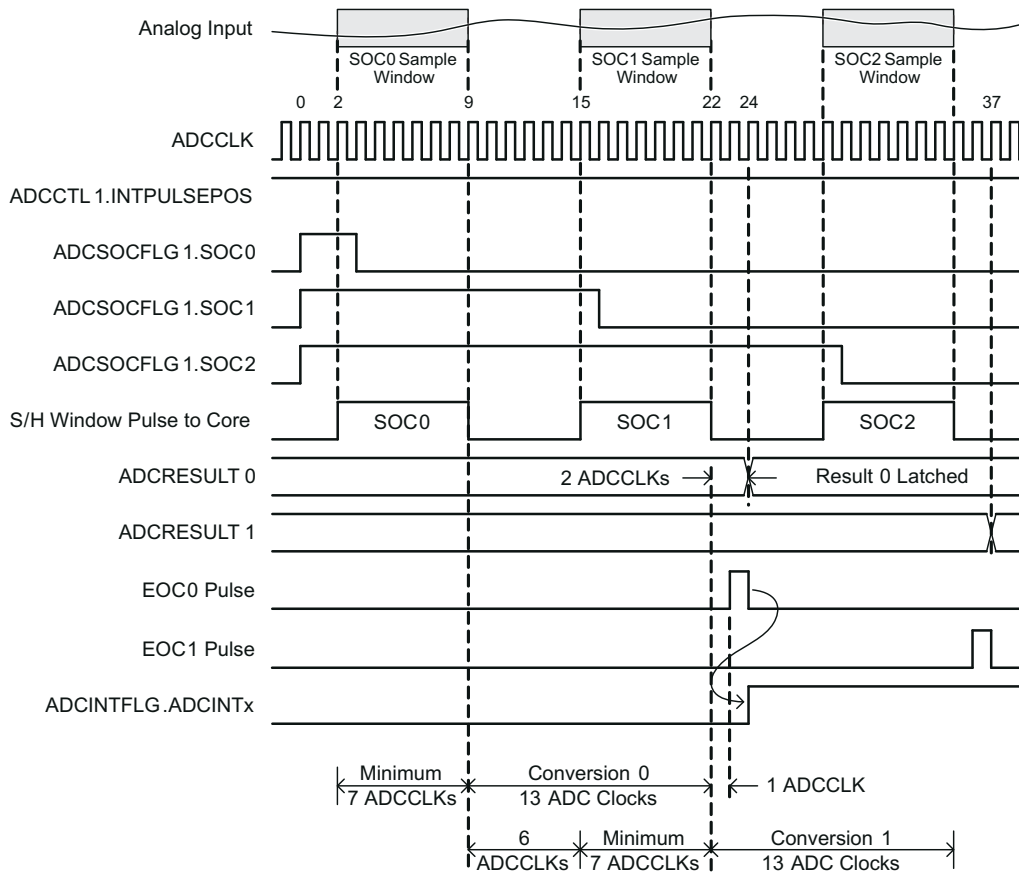 Analog Input
SOC0 Sample
Window
SOC1 Sample
Window
SOC2 Sample
Window
0 2 9 15 22 24 37
ADCCLK
ADCCTL 1.INTPULSEPOS
ADCSOCFLG 1.SOC0
ADCSOCFLG 1.SOC1
ADCSOCFLG 1.SOC2
S/H Window Pulse to Core
SOC0
SOC1
SOC2
ADCRESULT 0
2 ADCCLKs
Result 0 Latched
ADCRESULT 1
EOC0 Pulse
EOC1 Pulse
ADCINTFLG .ADCINTx
Minimum
7 ADCCLKs
Conversion 0
13 ADC Clocks
1 ADCCLK
6
ADCCLKs
Minimum
7 ADCCLKs
Conversion 1
13 ADC Clocks